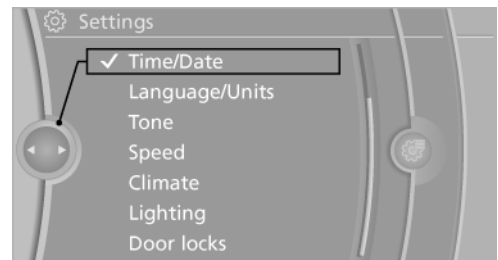 Settings
✓ Time/Date
Language/Units
Tone
Speed
Climate
Lighting
Door locks